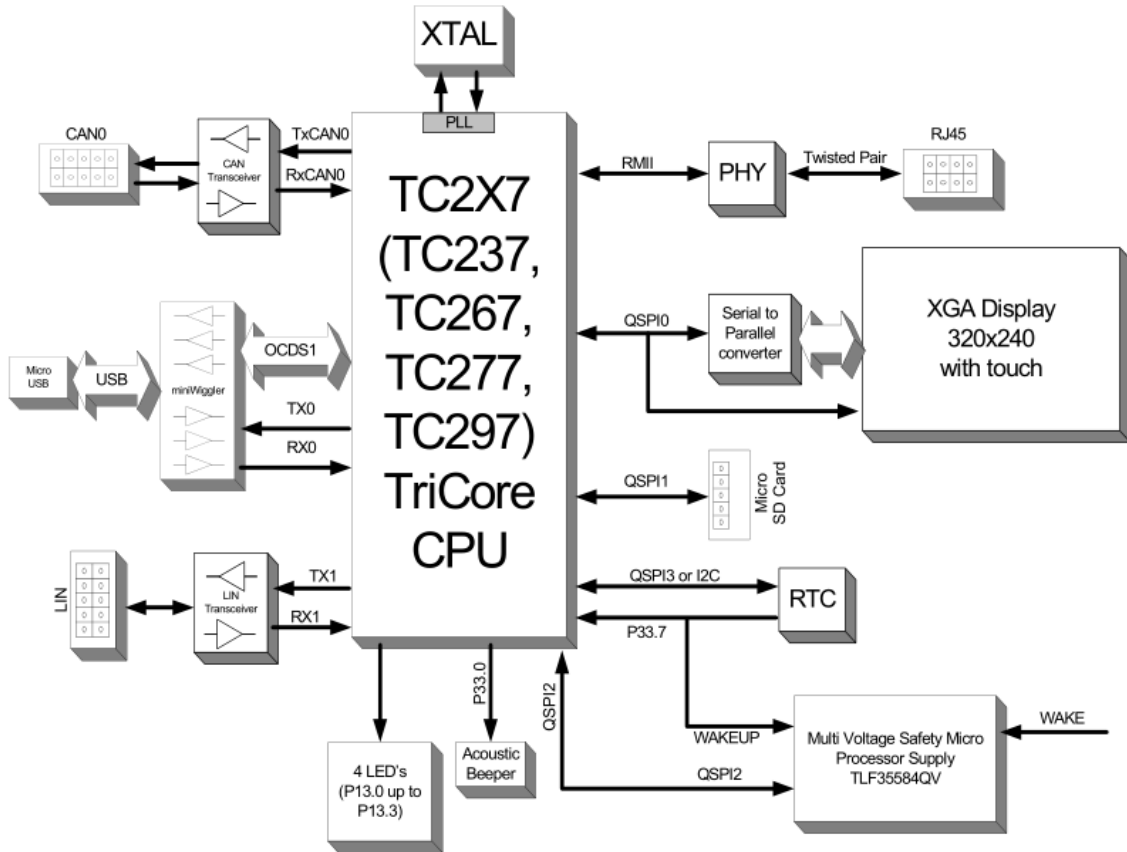 XTAL
PLL
CAN0
CAN
Transceiver
TxCAN0
RxCAN0
TC2X7
(TC237,
TC267,
TC277,
TC297)
TriCore
CPU
RMII
PHY
Twisted Pair
RJ45
QSPI0
Serial to
Parallel
converter
XGA Display
320x240
with touch
Micro
USB
USB
miniWiggler
OCDS1
TX0
RX0
QSPI1
Micro
SD Card
LIN
LIN
Transceiver
TX1
RX1
QSPI3 or I2C
P33.7
RTC
P33.0
QSPI2
WAKEUP
QSPI2
Multi Voltage Safety Micro
Processor Supply
TLF35584QV
WAKE
4 LED's
(P13.0 up to
P13.3)
Acoustic
Beeper